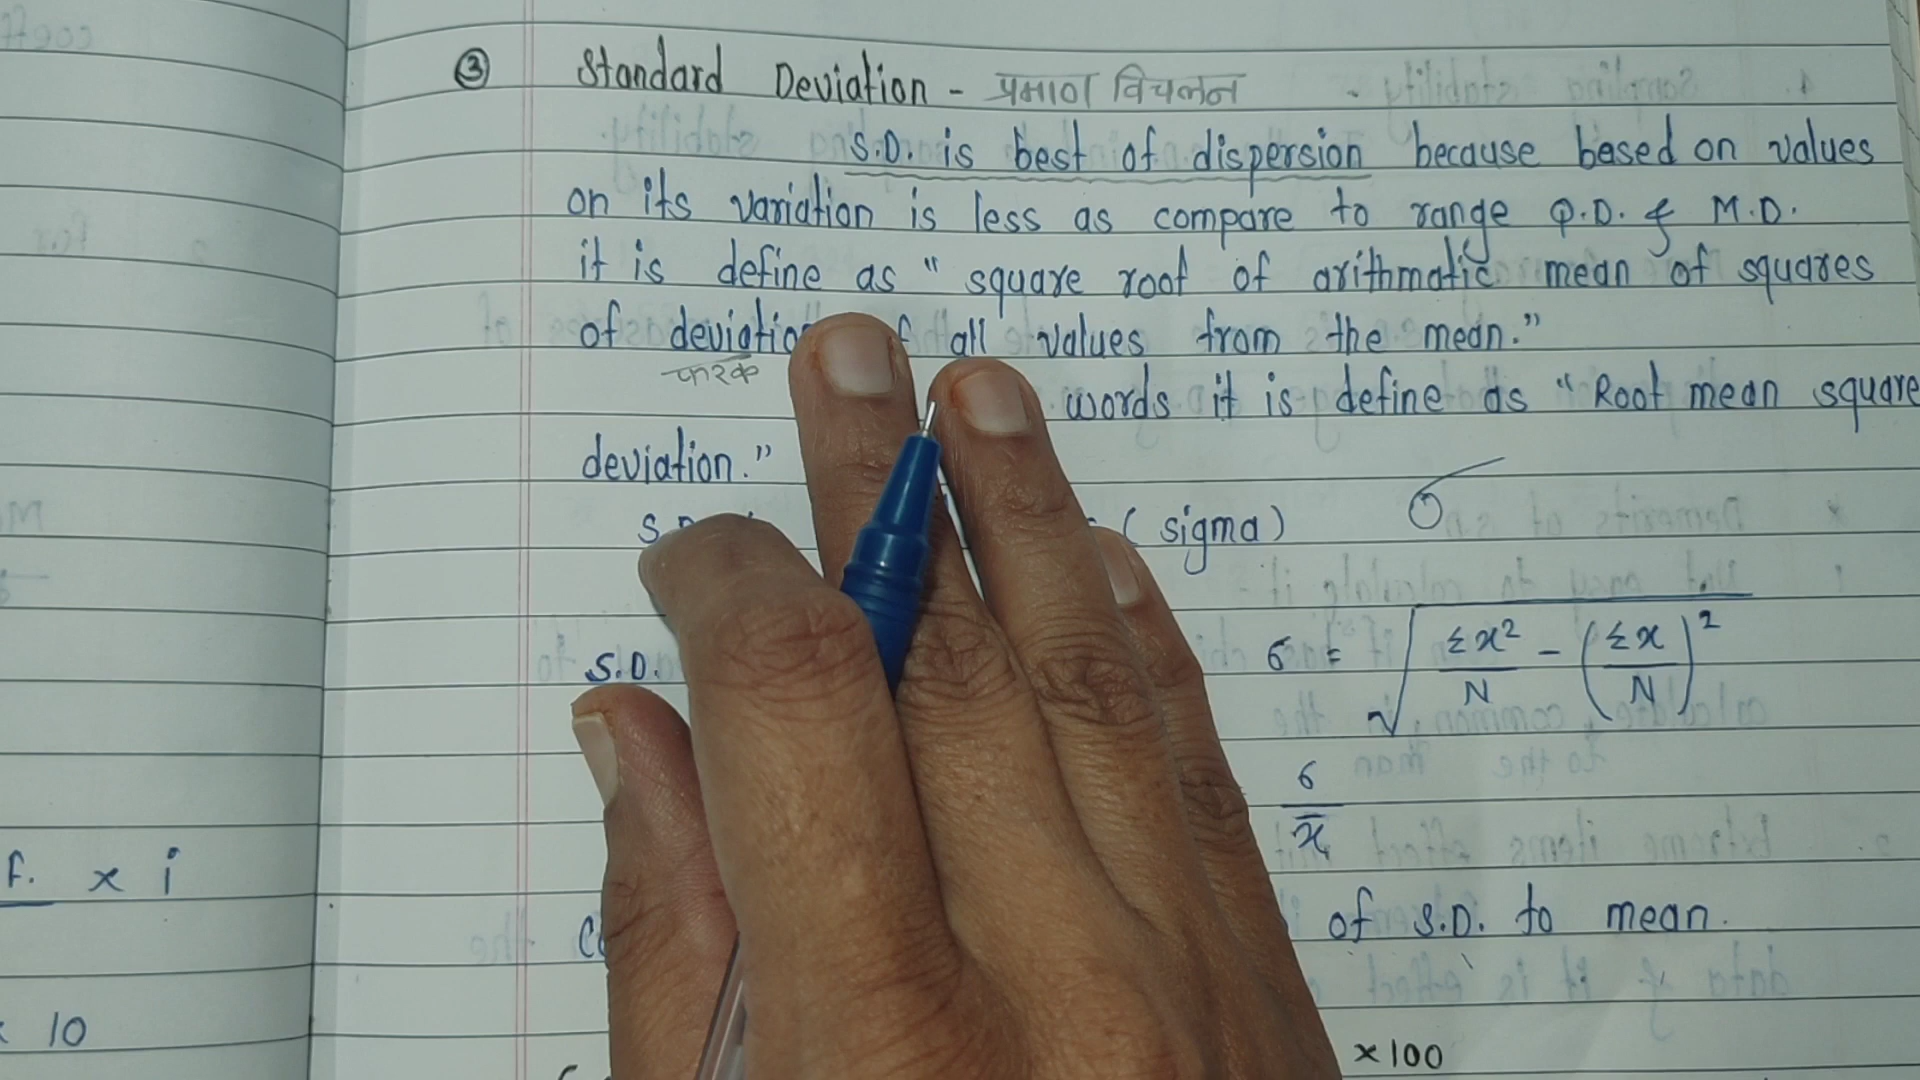 ③ Standard Deviation - प्रमाण विचलन
S.D. is best of dispersion because based on values
on its variation is less as compare to range Q.D. & M.D.
it is define as " square root of arithmatic mean of squares
of deviatio all values from the mean."
फरक
words it is define as " Root mean square
deviation."
( sigma) σ
S.D. σ = √ Σx²/N - (Σx/N)²
σ/x̄
of S.D. to mean.
F. x i
10
x 100